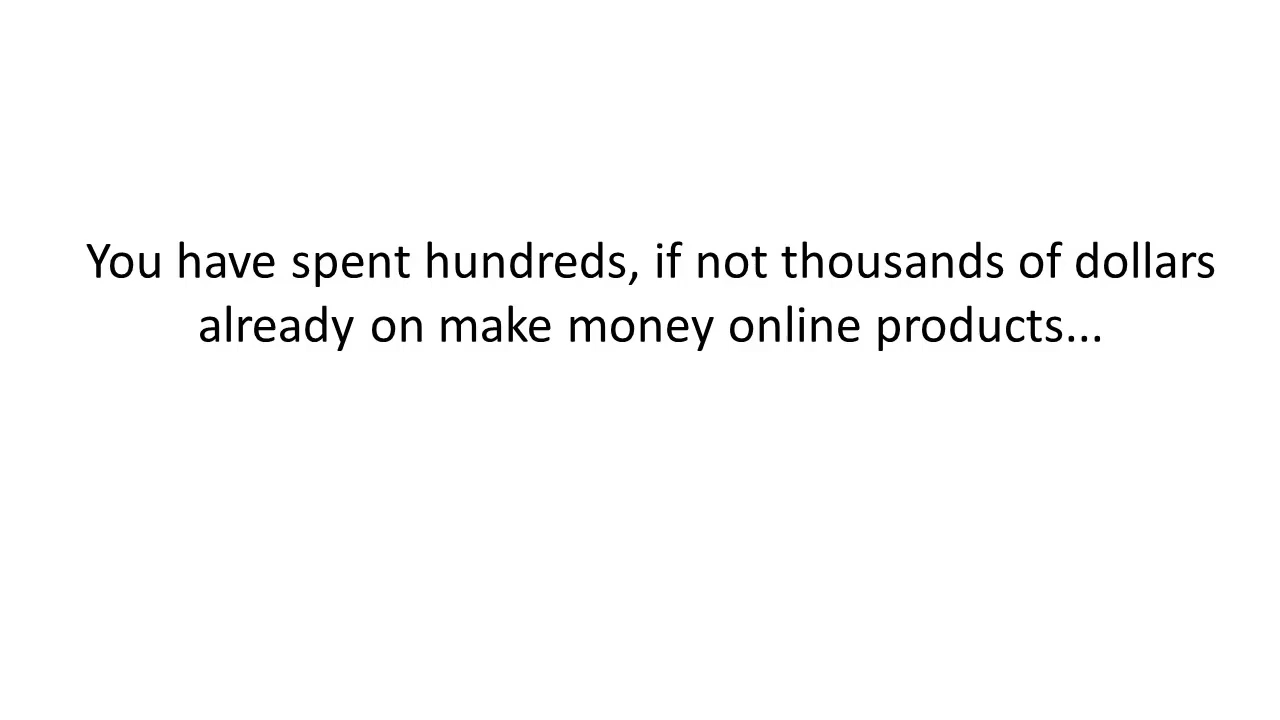 You have spent hundreds, if not thousands of dollars
already on make money online products...